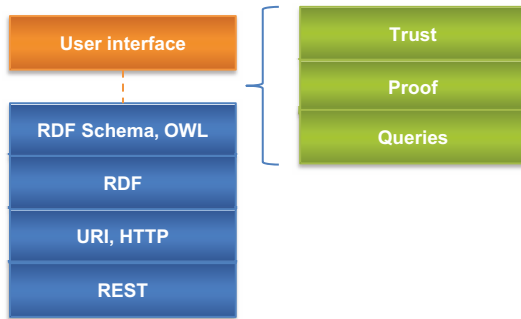 User interface
RDF Schema, OWL
RDF
URI, HTTP
REST
Trust
Proof
Queries